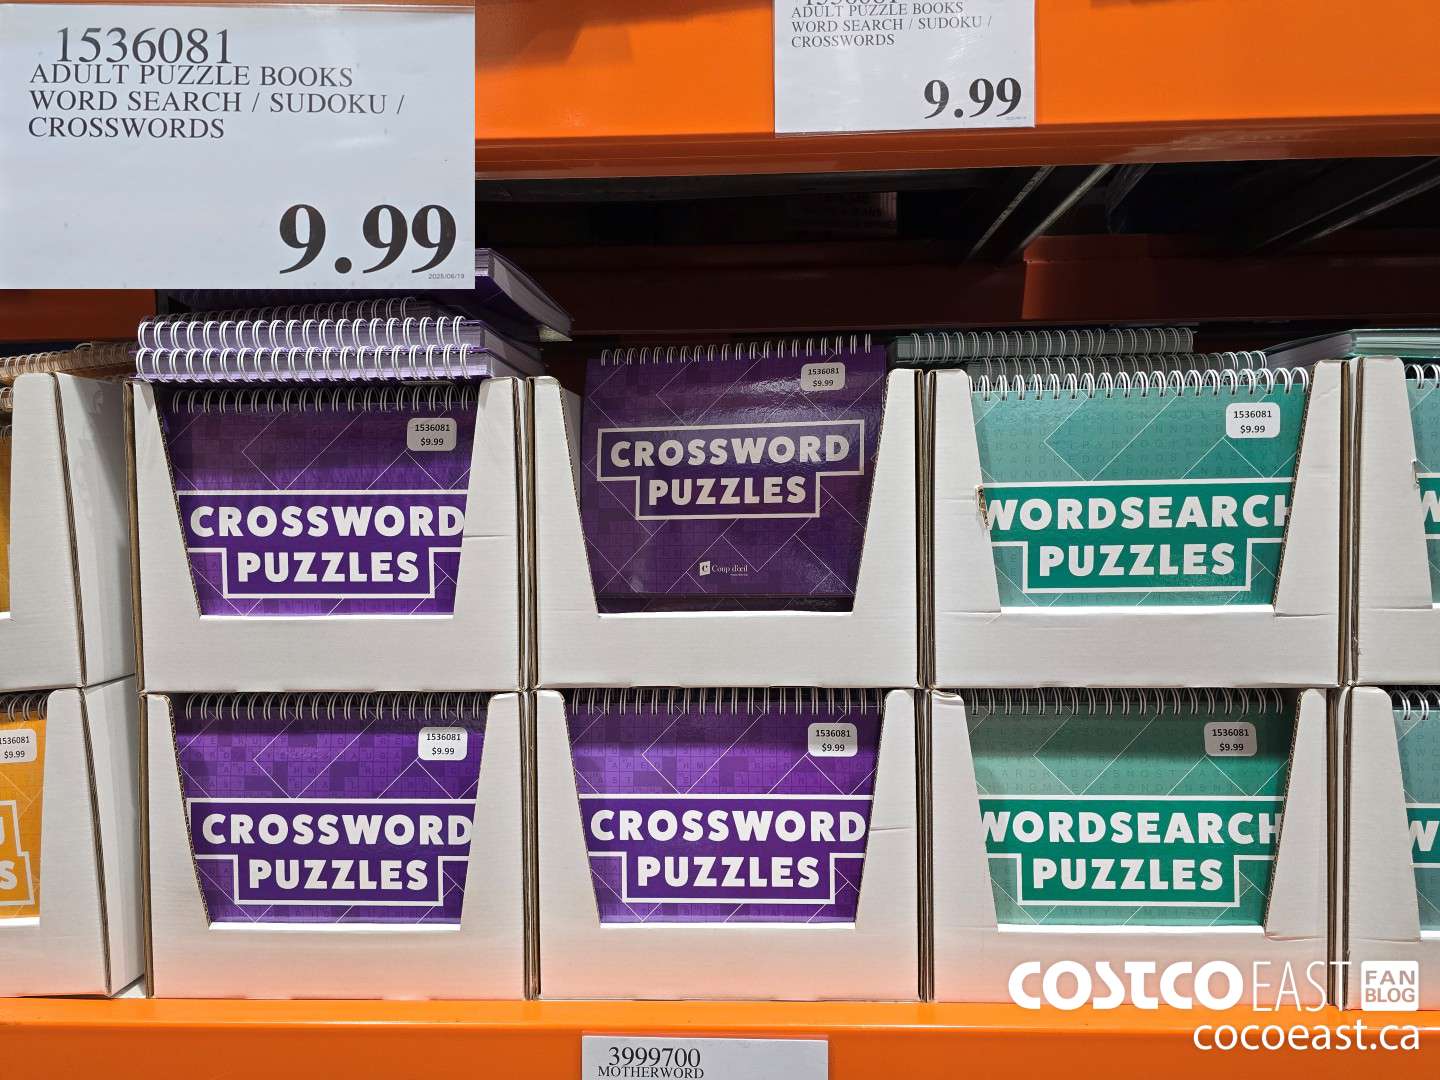 1536081
ADULT PUZZLE BOOKS
WORD SEARCH / SUDOKU /
CROSSWORDS
9.99
2025/06/19
1536081
ADULT PUZZLE BOOKS
WORD SEARCH / SUDOKU /
CROSSWORDS
9.99
1536081
$9.99
CROSSWORD
PUZZLES
1536081
$9.99
CROSSWORD
PUZZLES
Coup d'œil
1536081
$9.99
WORDSEARCH
PUZZLES
1536081
$9.99
1536081
$9.99
CROSSWORD
PUZZLES
1536081
$9.99
CROSSWORD
PUZZLES
1536081
$9.99
WORDSEARCH
PUZZLES
COSTCO EAST FAN BLOG
cocoeast.ca
3999700
MOTHERWORD